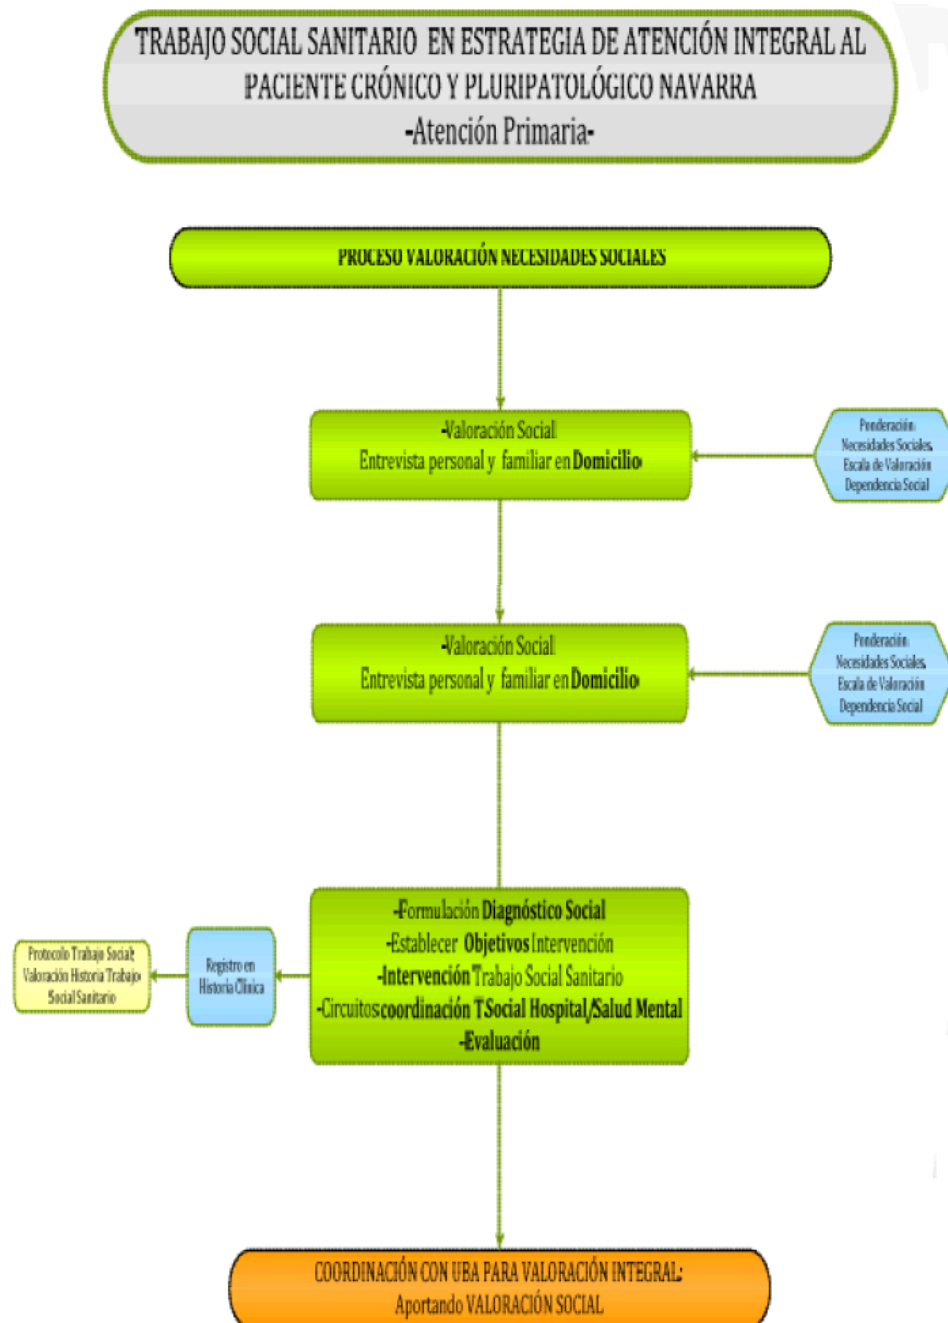 TRABAJO SOCIAL SANITARIO EN ESTRATEGIA DE ATENCIÓN INTEGRAL AL
PACIENTE CRÓNICO Y PLURIPATOLÓGICO NAVARRA
-Atención Primaria-
PROCESO VALORACIÓN NECESIDADES SOCIALES
-Valoración Social
Entrevista personal y familiar en Domicilio
Ponderación
Necesidades Sociales.
Escala de Valoración
Dependencia Social
-Valoración Social
Entrevista personal y familiar en Domicilio
Ponderación
Necesidades Sociales.
Escala de Valoración
Dependencia Social
-Formulación Diagnóstico Social
-Establecer Objetivos Intervención
-Intervención Trabajo Social Sanitario
-Circuitos coordinación TSocial Hospital/Salud Mental
-Evaluación
Registro en
Historia Clínica
Protocolo Trabajo Social;
Valoración Historia Trabajo
Social Sanitario
COORDINACIÓN CON UBA PARA VALORACIÓN INTEGRAL:
Aportando VALORACIÓN SOCIAL